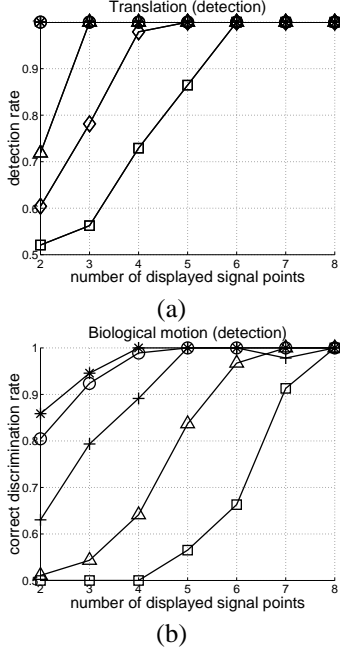 Translation (detection)
0.9
0.8
0.7
0.6
0.5
detection rate
2 3 4 5 6 7 8
number of displayed signal points
(a)
Biological motion (detection)
1
0.9
0.8
0.7
0.6
0.5
correct discrimination rate
2 3 4 5 6 7 8
number of displayed signal points
(b)